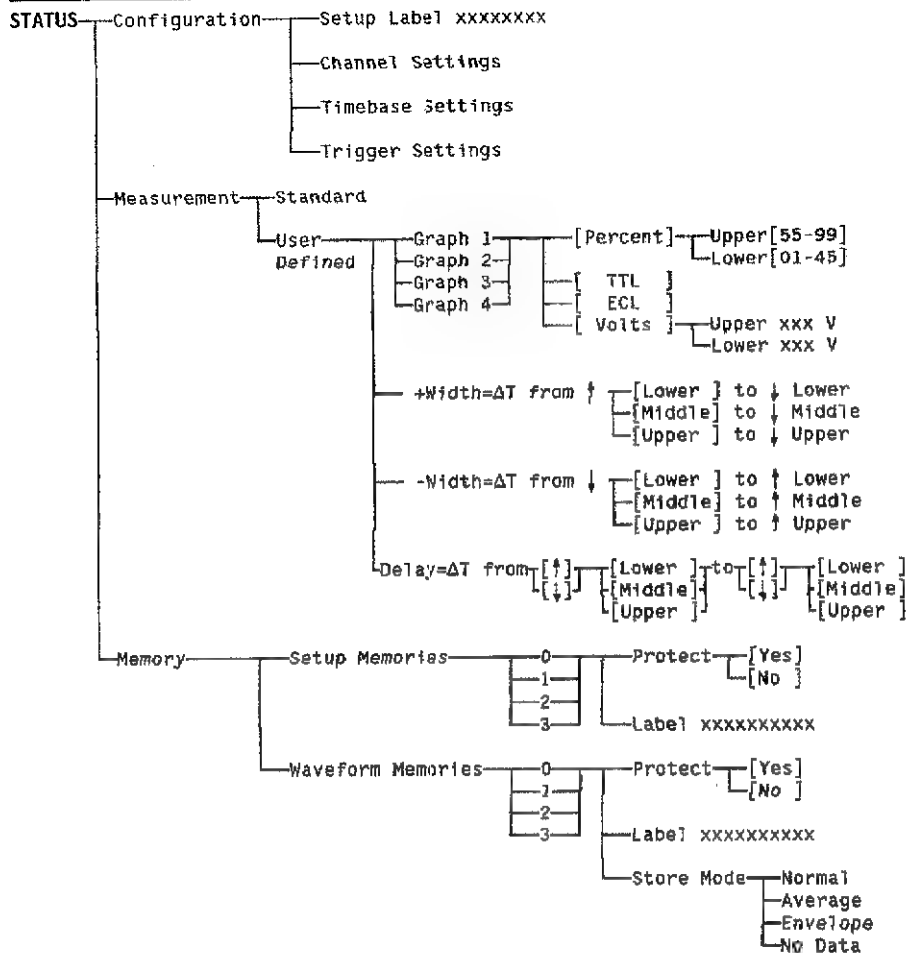 STATUS Configuration Setup Label xxxxxxxx
Channel Settings
Timebase Settings
Trigger Settings
Measurement Standard
User Graph 1 [Percent] Upper[55-99]
Defined Graph 2 Lower[01-45]
Graph 3 [ TTL ]
Graph 4 [ ECL ]
[ Volts ] Upper xxx V
Lower xxx V
+Width=ΔT from ↑ [Lower ] to ↓ Lower
[Middle] to ↓ Middle
[Upper ] to ↓ Upper
-Width=ΔT from ↓ [Lower ] to ↑ Lower
[Middle] to ↑ Middle
[Upper ] to ↑ Upper
Delay=ΔT from [↑] [Lower ] to [↑] [Lower ]
[↓] [Middle] [↓] [Middle]
[Upper ] [Upper ]
Memory Setup Memories 0 Protect [Yes]
1 [No ]
2
3 Label xxxxxxxxxx
Waveform Memories 0 Protect [Yes]
1 [No ]
2
3 Label xxxxxxxxxx
Store Mode Normal
Average
Envelope
No Data